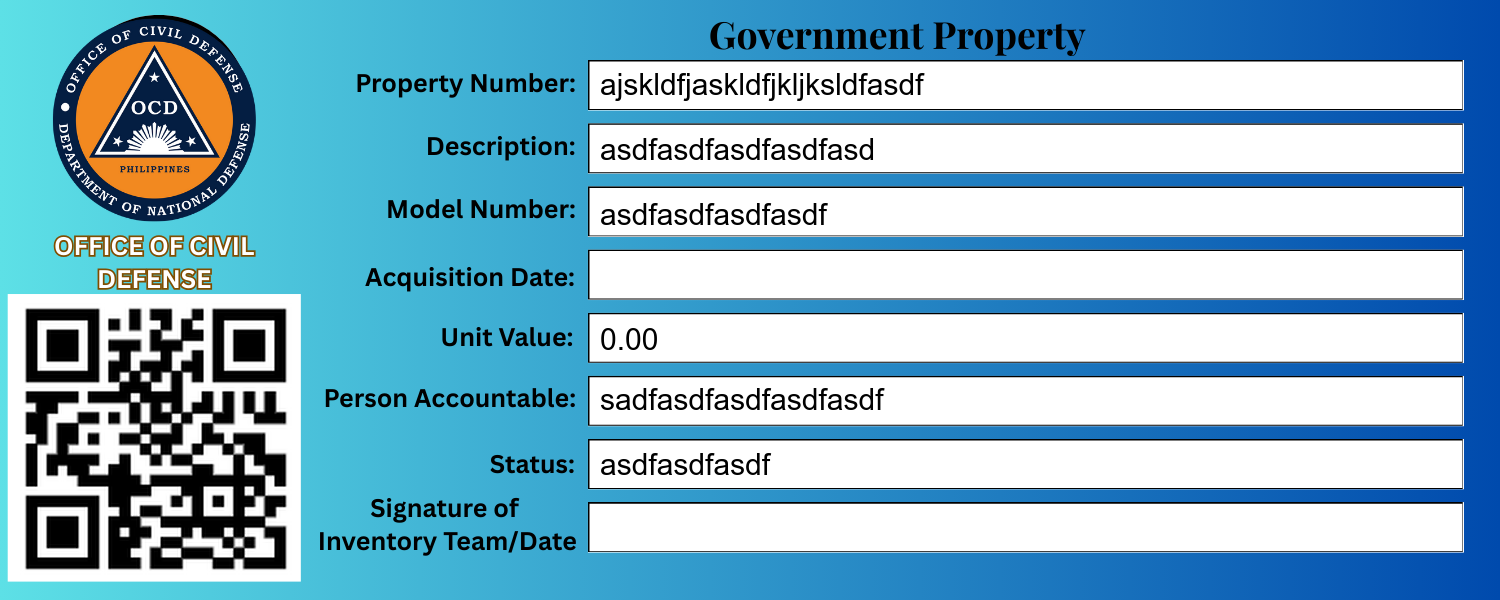 OFFICE OF CIVIL DEFENSE
OCD
PHILIPPINES
DEPARTMENT OF NATIONAL DEFENSE
OFFICE OF CIVIL
DEFENSE
Government Property
Property Number: ajskldfjaskldfjkljksldfasdf
Description: asdfasdfasdfasdfasd
Model Number: asdfasdfasdfasdf
Acquisition Date:
Unit Value: 0.00
Person Accountable: sadfasdfasdfasdfasdf
Status: asdfasdfasdf
Signature of
Inventory Team/Date